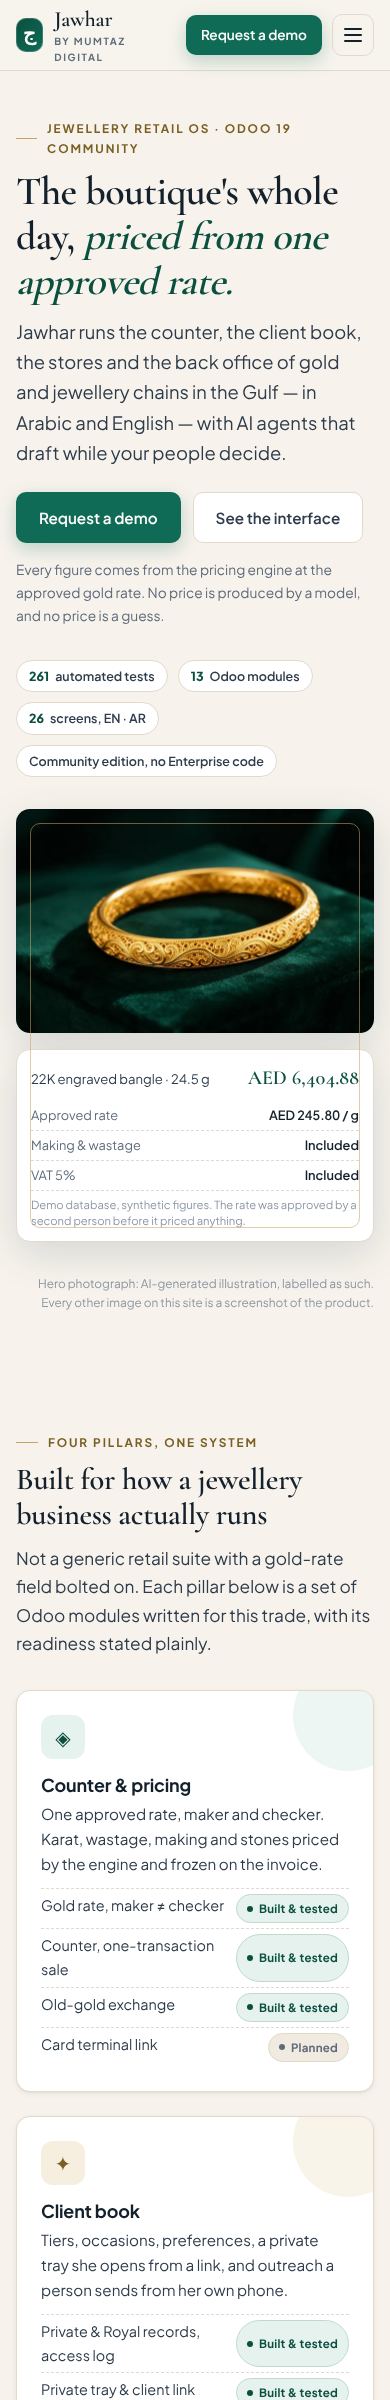 ج
Jawhar
BY MUMTAZ
DIGITAL
Request a demo
JEWELLERY RETAIL OS · ODOO 19
COMMUNITY
The boutique's whole
day, priced from one
approved rate.
Jawhar runs the counter, the client book,
the stores and the back office of gold
and jewellery chains in the Gulf — in
Arabic and English — with AI agents that
draft while your people decide.
Request a demo
See the interface
Every figure comes from the pricing engine at the
approved gold rate. No price is produced by a model,
and no price is a guess.
261 automated tests
13 Odoo modules
26 screens, EN · AR
Community edition, no Enterprise code
22K engraved bangle · 24.5 g AED 6,404.88
Approved rate AED 245.80 / g
Making & wastage Included
VAT 5% Included
Demo database, synthetic figures. The rate was approved by a
second person before it priced anything.
Hero photograph: AI-generated illustration, labelled as such.
Every other image on this site is a screenshot of the product.
FOUR PILLARS, ONE SYSTEM
Built for how a jewellery
business actually runs
Not a generic retail suite with a gold-rate
field bolted on. Each pillar below is a set of
Odoo modules written for this trade, with its
readiness stated plainly.
Counter & pricing
One approved rate, maker and checker.
Karat, wastage, making and stones priced
by the engine and frozen on the invoice.
Gold rate, maker ≠ checker Built & tested
Counter, one-transaction
sale
Built & tested
Old-gold exchange Built & tested
Card terminal link Planned
Client book
Tiers, occasions, preferences, a private
tray she opens from a link, and outreach a
person sends from her own phone.
Private & Royal records,
access log
Built & tested
Private tray & client link Built & tested